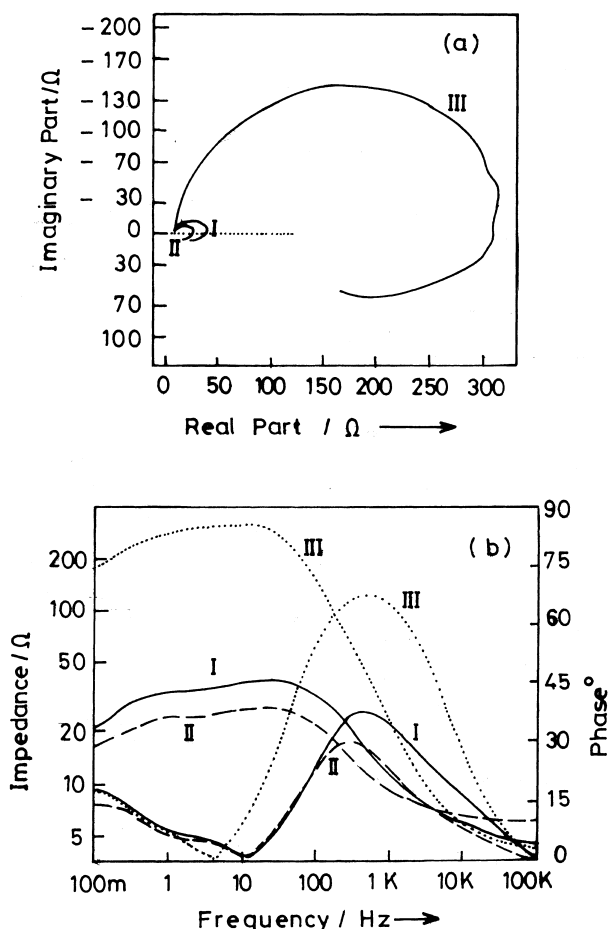 (a)
-200
-170
-130
-100
- 70
- 30
0
30
70
100
Imaginary Part/Ω
III
I
II
0 50 100 150 200 250 300
Real Part / Ω
(b)
200
100
50
20
10
5
Impedance/Ω
90
75
60
45
30
15
0
Phase°
III
III
I
II
I
II
100m 1 10 100 1K 10K 100K
Frequency/Hz